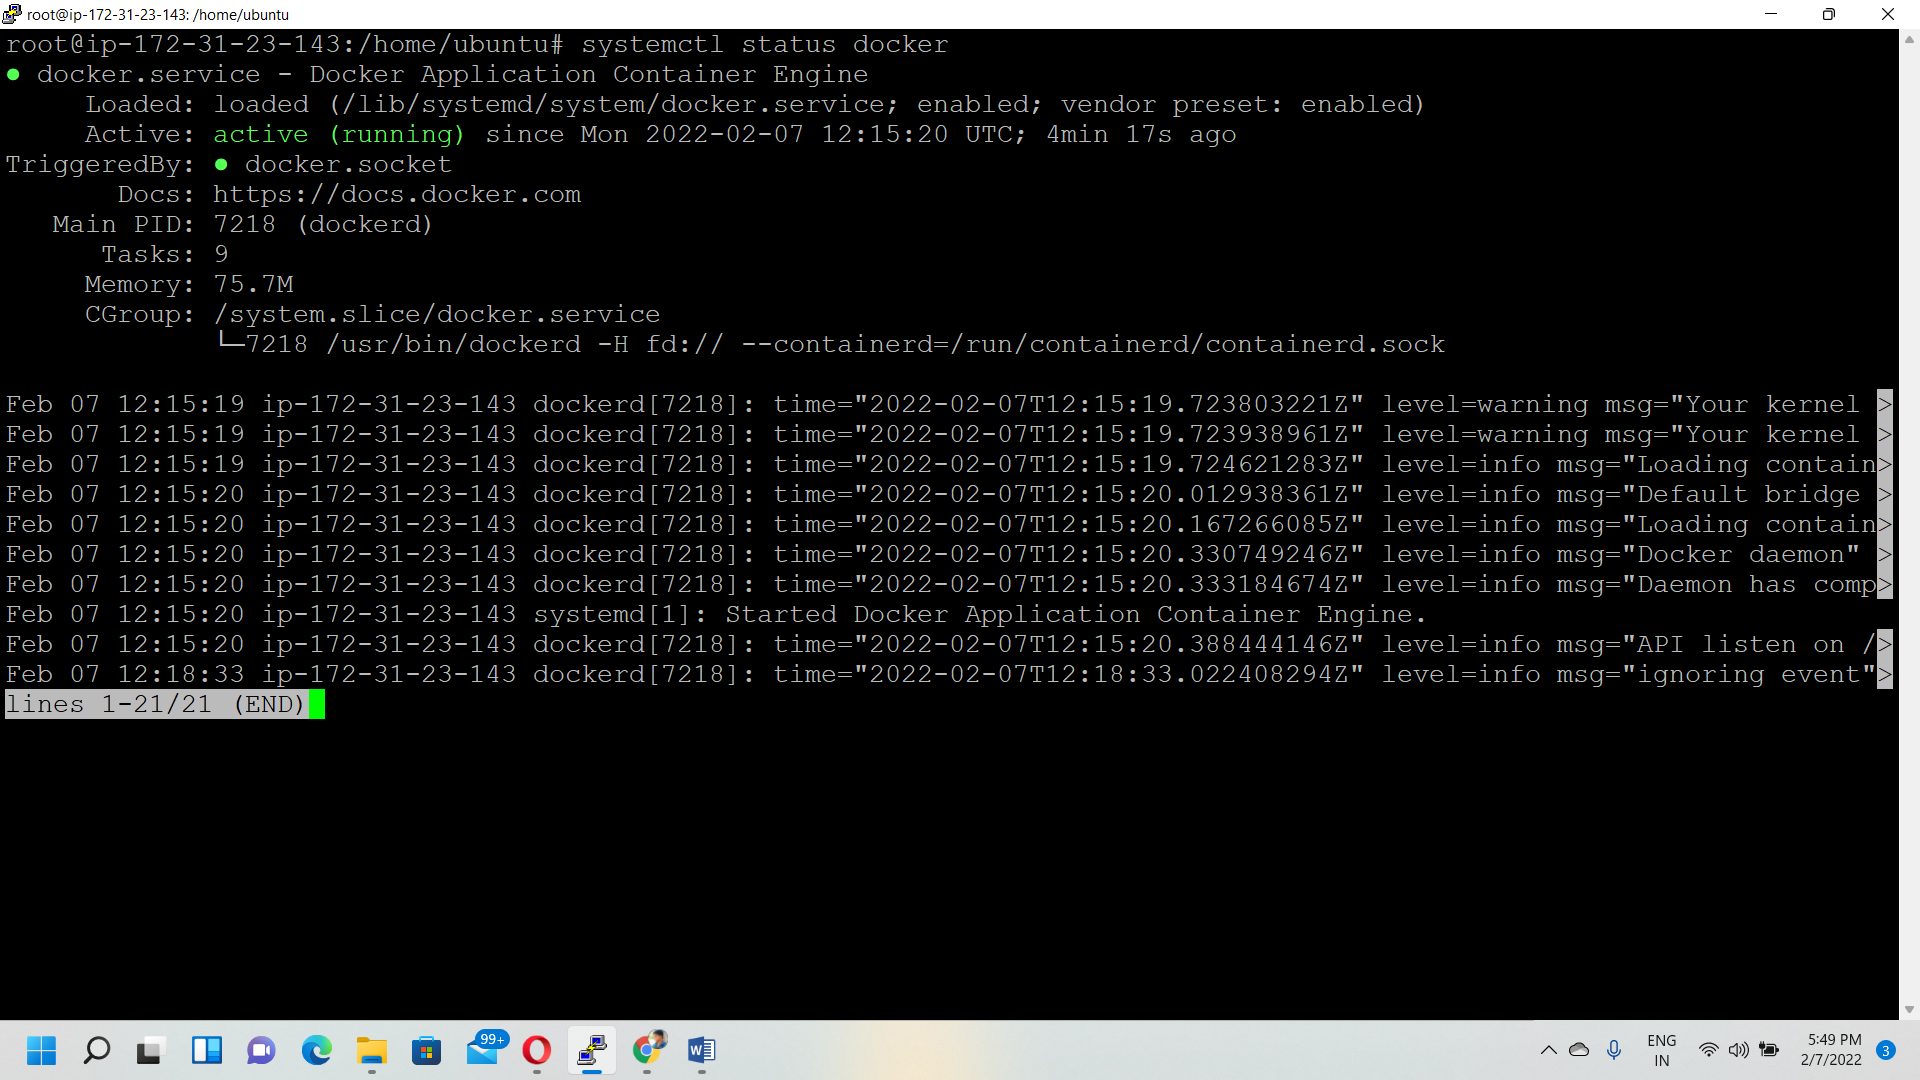 root@ip-172-31-23-143: /home/ubuntu
root@ip-172-31-23-143:/home/ubuntu# systemctl status docker
● docker.service - Docker Application Container Engine
     Loaded: loaded (/lib/systemd/system/docker.service; enabled; vendor preset: enabled)
     Active: active (running) since Mon 2022-02-07 12:15:20 UTC; 4min 17s ago
TriggeredBy: ● docker.socket
       Docs: https://docs.docker.com
   Main PID: 7218 (dockerd)
      Tasks: 9
     Memory: 75.7M
     CGroup: /system.slice/docker.service
             └─7218 /usr/bin/dockerd -H fd:// --containerd=/run/containerd/containerd.sock
Feb 07 12:15:19 ip-172-31-23-143 dockerd[7218]: time="2022-02-07T12:15:19.723803221Z" level=warning msg="Your kernel >
Feb 07 12:15:19 ip-172-31-23-143 dockerd[7218]: time="2022-02-07T12:15:19.723938961Z" level=warning msg="Your kernel >
Feb 07 12:15:19 ip-172-31-23-143 dockerd[7218]: time="2022-02-07T12:15:19.724621283Z" level=info msg="Loading contain>
Feb 07 12:15:20 ip-172-31-23-143 dockerd[7218]: time="2022-02-07T12:15:20.012938361Z" level=info msg="Default bridge >
Feb 07 12:15:20 ip-172-31-23-143 dockerd[7218]: time="2022-02-07T12:15:20.167266085Z" level=info msg="Loading contain>
Feb 07 12:15:20 ip-172-31-23-143 dockerd[7218]: time="2022-02-07T12:15:20.330749246Z" level=info msg="Docker daemon" >
Feb 07 12:15:20 ip-172-31-23-143 dockerd[7218]: time="2022-02-07T12:15:20.333184674Z" level=info msg="Daemon has comp>
Feb 07 12:15:20 ip-172-31-23-143 systemd[1]: Started Docker Application Container Engine.
Feb 07 12:15:20 ip-172-31-23-143 dockerd[7218]: time="2022-02-07T12:15:20.388444146Z" level=info msg="API listen on />
Feb 07 12:18:33 ip-172-31-23-143 dockerd[7218]: time="2022-02-07T12:18:33.022408294Z" level=info msg="ignoring event">
lines 1-21/21 (END)
99+
W
ENG
IN
5:49 PM
2/7/2022
3